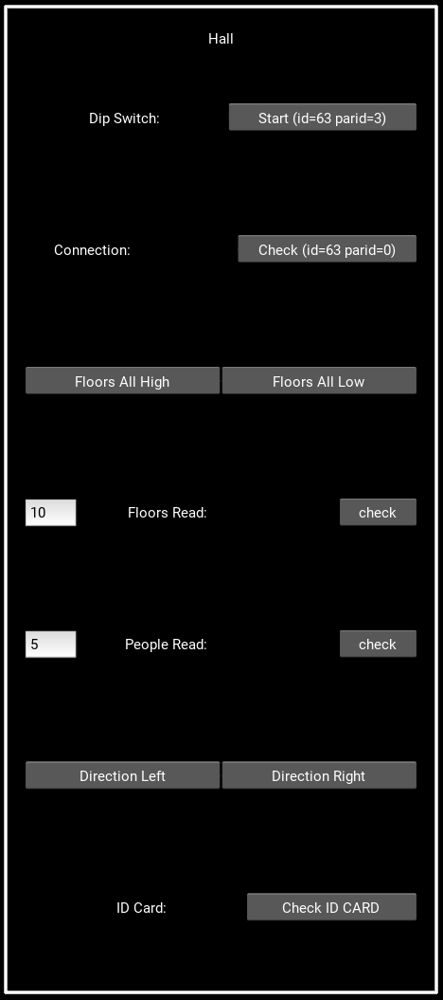 Hall
Dip Switch: Start (id=63 parid=3)
Connection: Check (id=63 parid=0)
Floors All High Floors All Low
10 Floors Read: check
5 People Read: check
Direction Left Direction Right
ID Card: Check ID CARD